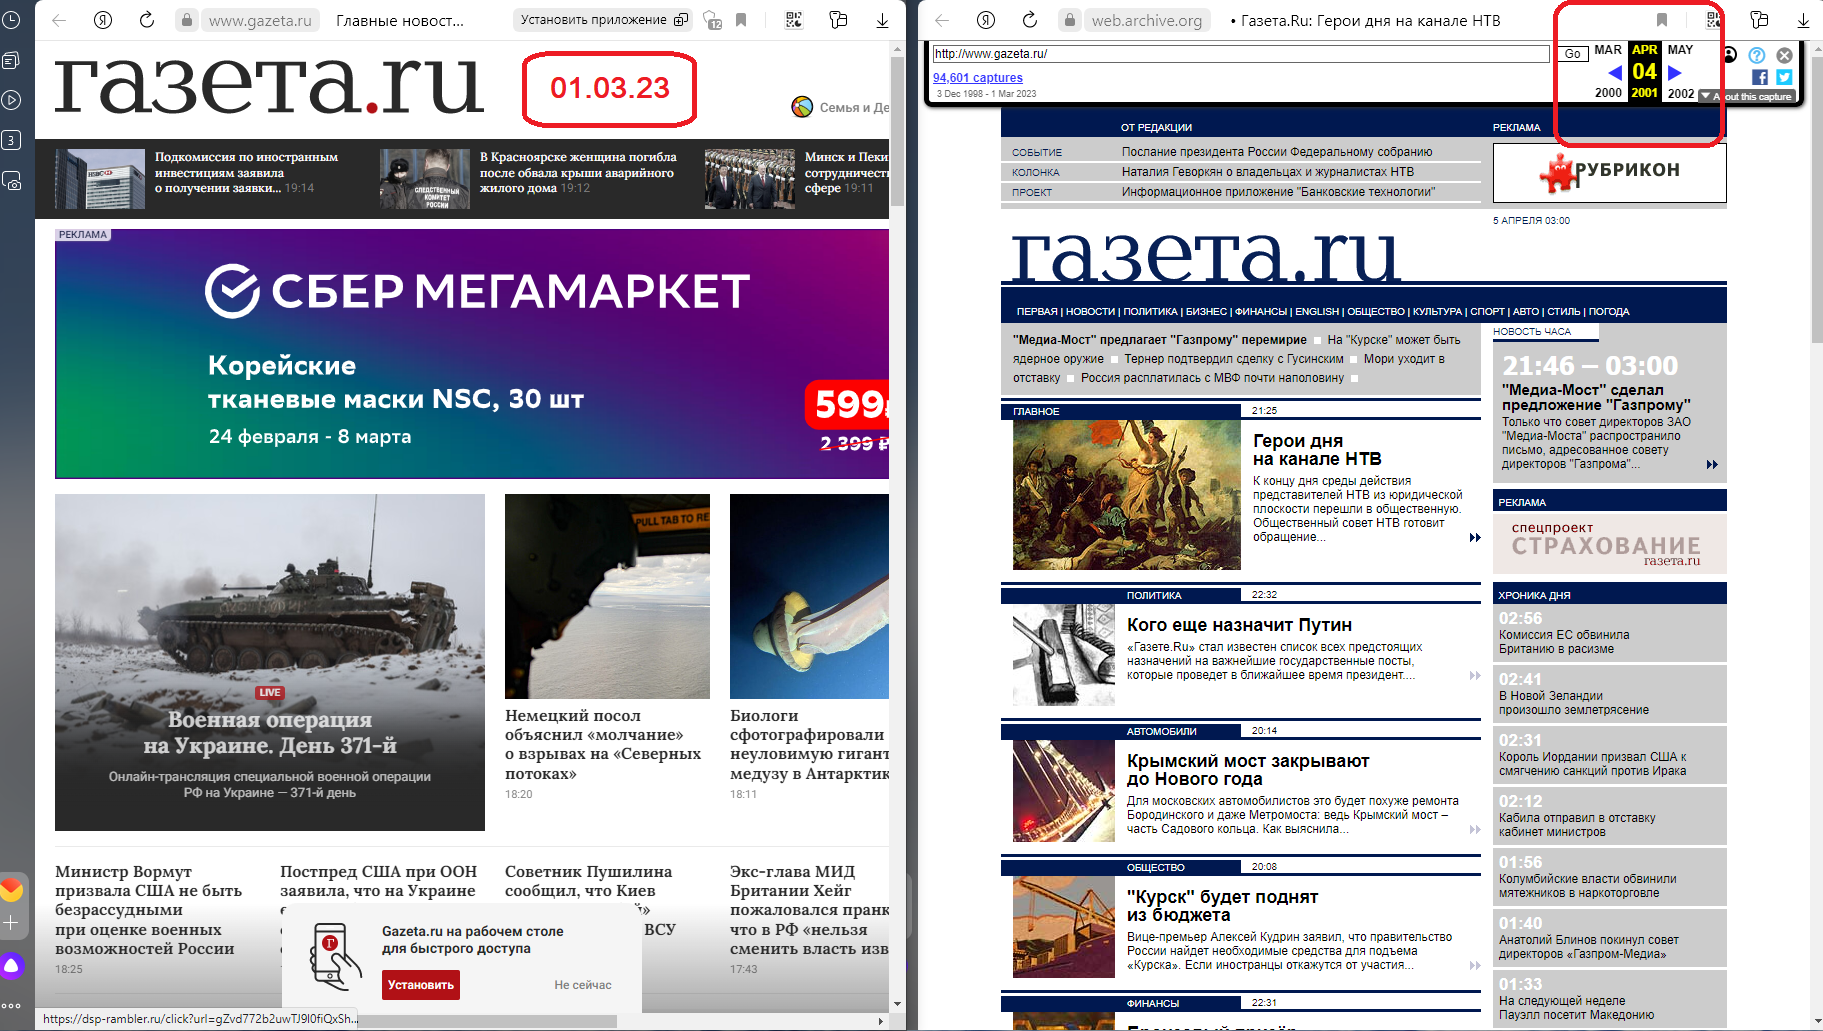 www.gazeta.ru
Главные новост...
Установить приложение
12
газета.ru
01.03.23
Семья и Де
Подкомиссия по иностранным
инвестициям заявила
о получении заявки... 19:14
В Красноярске женщина погибла
после обвала крыши аварийного
жилого дома 19:12
Минск и Пеки
сотрудничест
сфере 19:11
HSBC
СЛЕДСТВЕННЫЙ
КОМИТЕТ
РОССИИ
РЕКЛАМА
СБЕР МЕГАМАРКЕТ
Корейские
тканевые маски NSC, 30 шт
24 февраля - 8 марта
599₽
2 399 ₽
PULL TAB TO RE
LIVE
Военная операция
на Украине. День 371-й
Онлайн-трансляция специальной военной операции
РФ на Украине — 371-й день
Немецкий посол
объяснил «молчание»
о взрывах на «Северных
потоках»
18:20
Биологи
сфотографировали
неуловимую гигант
медузу в Антарктик
18:11
Министр Вормут
призвала США не быть
безрассудными
при оценке военных
возможностей России
18:25
Постпред США при ООН
заявила, что на Украине
Советник Пушилина
сообщил, что Киев
й»
ВСУ
Экс-глава МИД
Британии Хейг
пожаловался пранк
что в РФ «нельзя
сменить власть изв
17:43
Gazeta.ru на рабочем столе
для быстрого доступа
Установить
Не сейчас
https://dsp-rambler.ru/click?url=gZvd772b2uwTJ9I0fiQxSh...
3
web.archive.org
• Газета.Ru: Герои дня на канале НТВ
http://www.gazeta.ru/
Go
94,601 captures
3 Dec 1998 - 1 Mar 2023
MAR
APR
MAY
04
2000
2001
2002
About this capture
ОТ РЕДАКЦИИ
РЕКЛАМА
СОБЫТИЕ
Послание президента России Федеральному собранию
КОЛОНКА
Наталия Геворкян о владельцах и журналистах НТВ
ПРОЕКТ
Информационное приложение "Банковские технологии"
РУБРИКОН
5 АПРЕЛЯ 03:00
газета.ru
ПЕРВАЯ | НОВОСТИ | ПОЛИТИКА | БИЗНЕС | ФИНАНСЫ | ENGLISH | ОБЩЕСТВО | КУЛЬТУРА | СПОРТ | АВТО | СТИЛЬ | ПОГОДА
"Медиа-Мост" предлагает "Газпрому" перемирие На "Курске" может быть
ядерное оружие Тернер подтвердил сделку с Гусинским Мори уходит в
отставку Россия расплатилась с МВФ почти наполовину
НОВОСТЬ ЧАСА
21:46 – 03:00
"Медиа-Мост" сделал
предложение "Газпрому"
Только что совет директоров ЗАО
"Медиа-Моста" распространило
письмо, адресованное совету
директоров "Газпрома"...
ГЛАВНОЕ
21:25
Герои дня
на канале НТВ
К концу дня среды действия
представителей НТВ из юридической
плоскости перешли в общественную.
Общественный совет НТВ готовит
обращение...
РЕКЛАМА
спецпроект
СТРАХОВАНИЕ
газета.ru
ПОЛИТИКА
22:32
Кого еще назначит Путин
«Газете.Ru» стал известен список всех предстоящих
назначений на важнейшие государственные посты,
которые проведет в ближайшее время президент....
АВТОМОБИЛИ
20:14
Крымский мост закрывают
до Нового года
Для московских автомобилистов это будет похуже ремонта
Бородинского и даже Метромоста: ведь Крымский мост –
часть Садового кольца. Как выяснила...
ОБЩЕСТВО
20:08
"Курск" будет поднят
из бюджета
Вице-премьер Алексей Кудрин заявил, что правительство
России найдет необходимые средства для подъема
«Курска». Если иностранцы откажутся от участия...
ФИНАНСЫ
22:31
ХРОНИКА ДНЯ
02:56
Комиссия ЕС обвинила
Британию в расизме
02:41
В Новой Зеландии
произошло землетрясение
02:31
Король Иордании призвал США к
смягчению санкций против Ирака
02:12
Кабила отправил в отставку
кабинет министров
01:56
Колумбийские власти обвинили
мятежников в наркоторговле
01:40
Анатолий Блинов покинул совет
директоров «Газпром-Медиа»
01:33
На следующей неделе
Пауэлл посетит Македонию